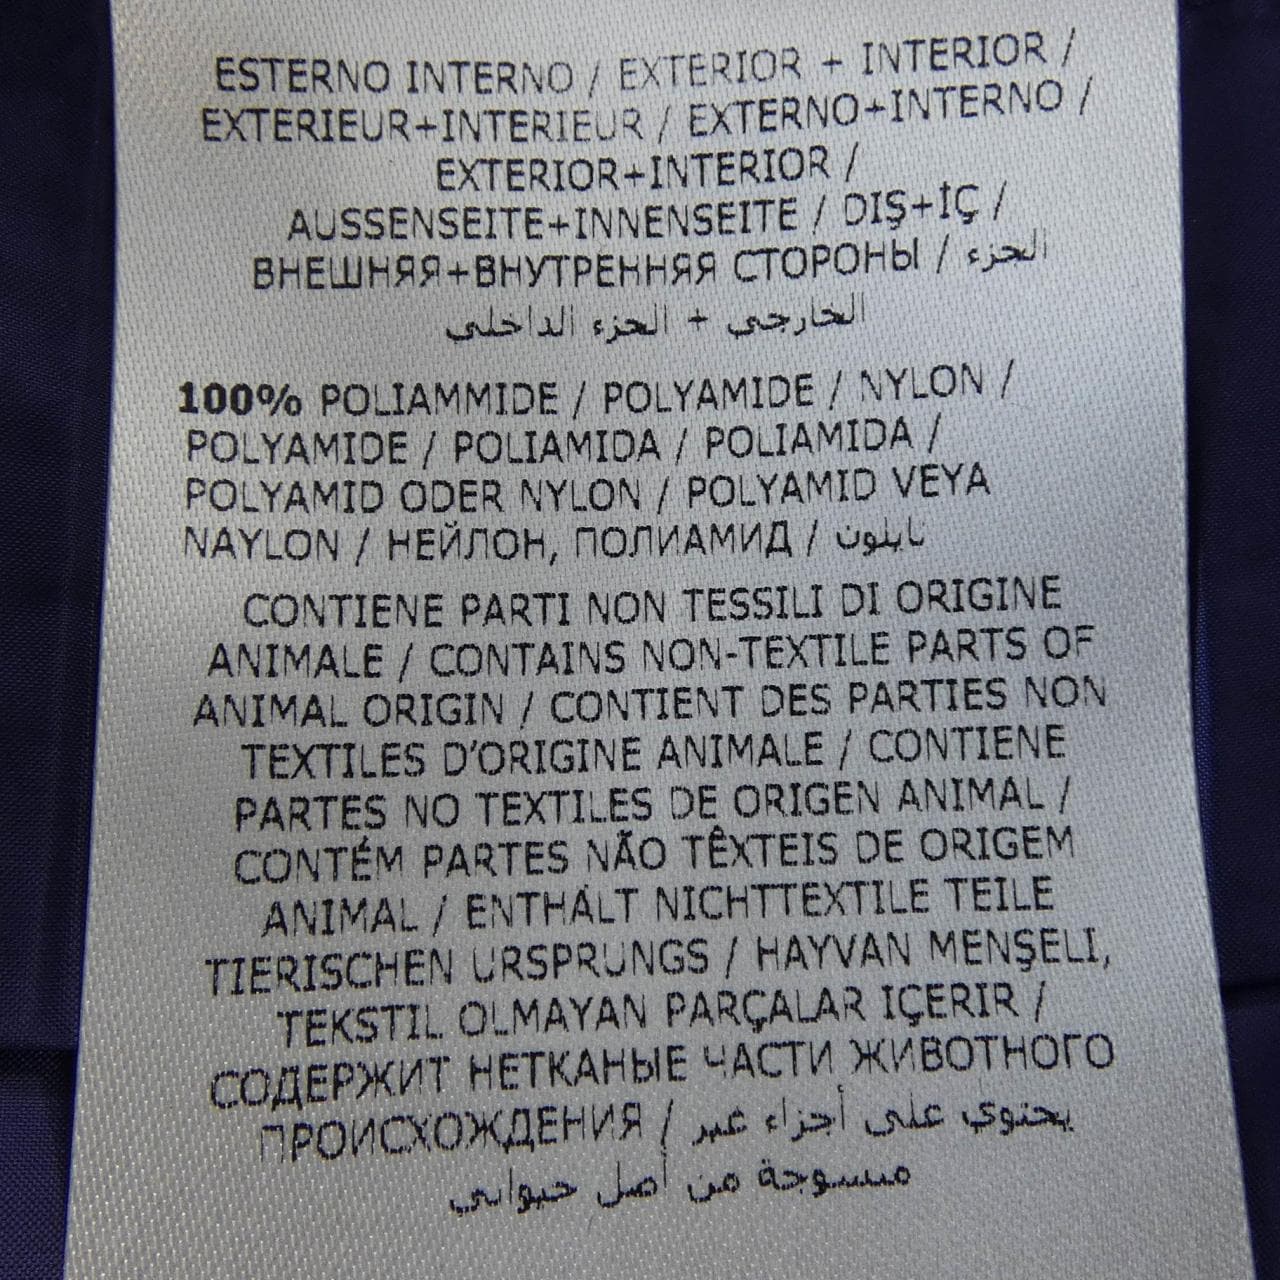 ESTERNO INTERNO / EXTERIOR + INTERIOR /
EXTERIEUR+INTERIEUR / EXTERNO+INTERNO /
EXTERIOR+INTERIOR /
AUSSENSEITE+INNENSEITE / DIŞ+İÇ /
ВНЕШНЯЯ+ВНУТРЕННЯЯ СТОРОНЫ / الجزء
الخارجي + الجزء الداخلي
100% POLIAMMIDE / POLYAMIDE / NYLON /
POLYAMIDE / POLIAMIDA / POLIAMIDA /
POLYAMID ODER NYLON / POLYAMID VEYA
NAYLON / НЕЙЛОН, ПОЛИАМИД / نايلون
CONTIENE PARTI NON TESSILI DI ORIGINE
ANIMALE / CONTAINS NON-TEXTILE PARTS OF
ANIMAL ORIGIN / CONTIENT DES PARTIES NON
TEXTILES D'ORIGINE ANIMALE / CONTIENE
PARTES NO TEXTILES DE ORIGEN ANIMAL /
CONTÉM PARTES NÃO TÊXTEIS DE ORIGEM
ANIMAL / ENTHÄLT NICHTTEXTILE TEILE
TIERISCHEN URSPRUNGS / HAYVAN MENŞELI,
TEKSTIL OLMAYAN PARÇALAR IÇERIR /
СОДЕРЖИТ НЕТКАНЫЕ ЧАСТИ ЖИВОТНОГО
ПРОИСХОЖДЕНИЯ / يحتوي على أجزاء غير
منسوجة من أصل حيواني